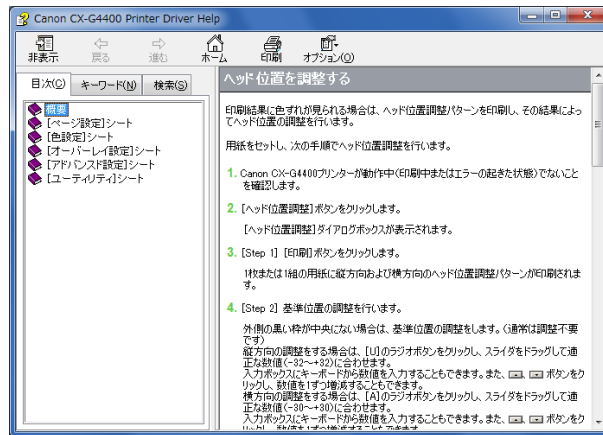 Canon CX-G4400 Printer Driver Help
非表示 戻る 進む ホーム 印刷 オプション(O)
目次(C) キーワード(N) 検索(S)
概要
[ページ設定]シート
[色設定]シート
[オーバーレイ設定]シート
[アドバンスド設定]シート
[ユーティリティ]シート
ヘッド位置を調整する
印刷結果に色ずれが見られる場合は、ヘッド位置調整パターンを印刷し、その結果によっ
てヘッド位置の調整を行います。
用紙をセットし、次の手順でヘッド位置調整を行います。
1. Canon CX-G4400プリンターが動作中(印刷中またはエラーの起きた状態)でないこと
を確認します。
2. [ヘッド位置調整]ボタンをクリックします。
[ヘッド位置調整]ダイアログボックスが表示されます。
3. [Step 1] [印刷]ボタンをクリックします。
1枚または1組の用紙に縦方向および横方向のヘッド位置調整パターンが印刷されま
す。
4. [Step 2] 基準位置の調整を行います。
外側の黒い枠が中央にない場合は、基準位置の調整をします。(通常は調整不要
です)
縦方向の調整をする場合は、[U]のラジオボタンをクリックし、スライダをドラッグして適
正な数値(-32～+32)に合わせます。
入力ボックスにキーボードから数値を入力することもできます。また、 、 ボタンをク
リックし、数値を1ずつ増減することもできます。
横方向の調整をする場合は、[A]のラジオボタンをクリックし、スライダをドラッグして適
正な数値(-30～+30)に合わせます。
入力ボックスにキーボードから数値を入力することもできます。また、 、 ボタンをク
リックし、数値を1ずつ増減することもできます。